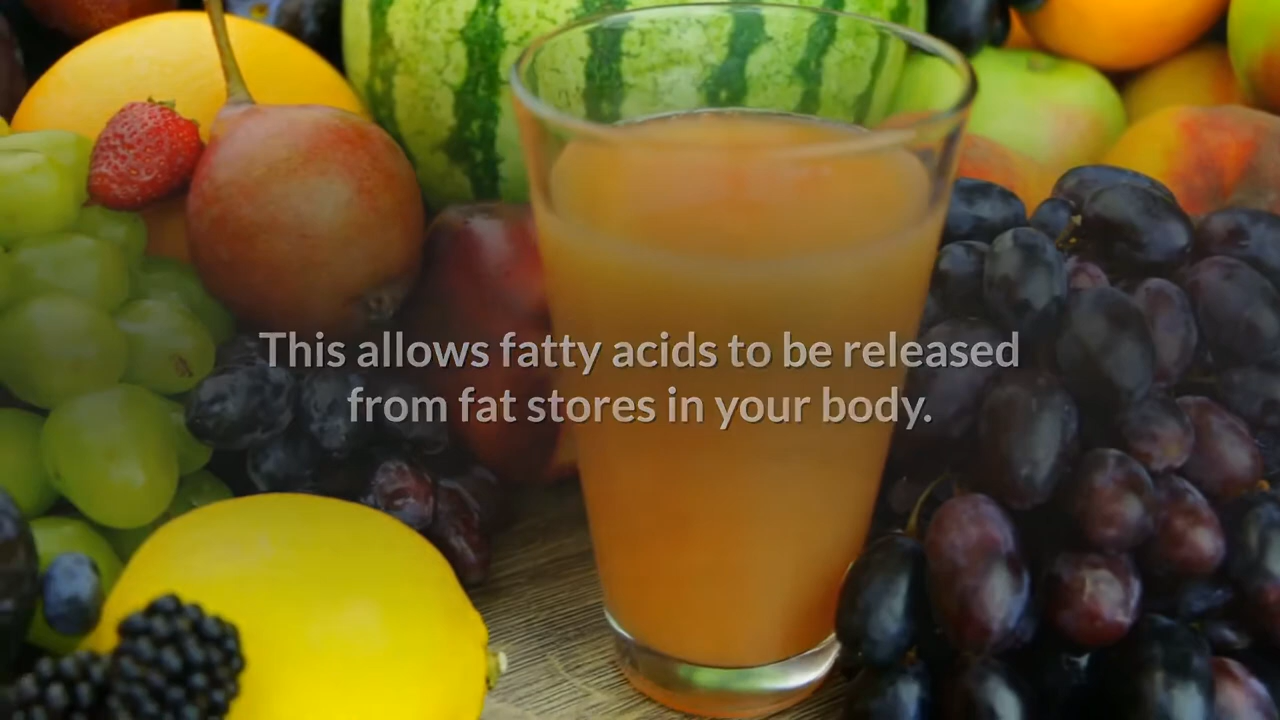 This allows fatty acids to be released
from fat stores in your body.